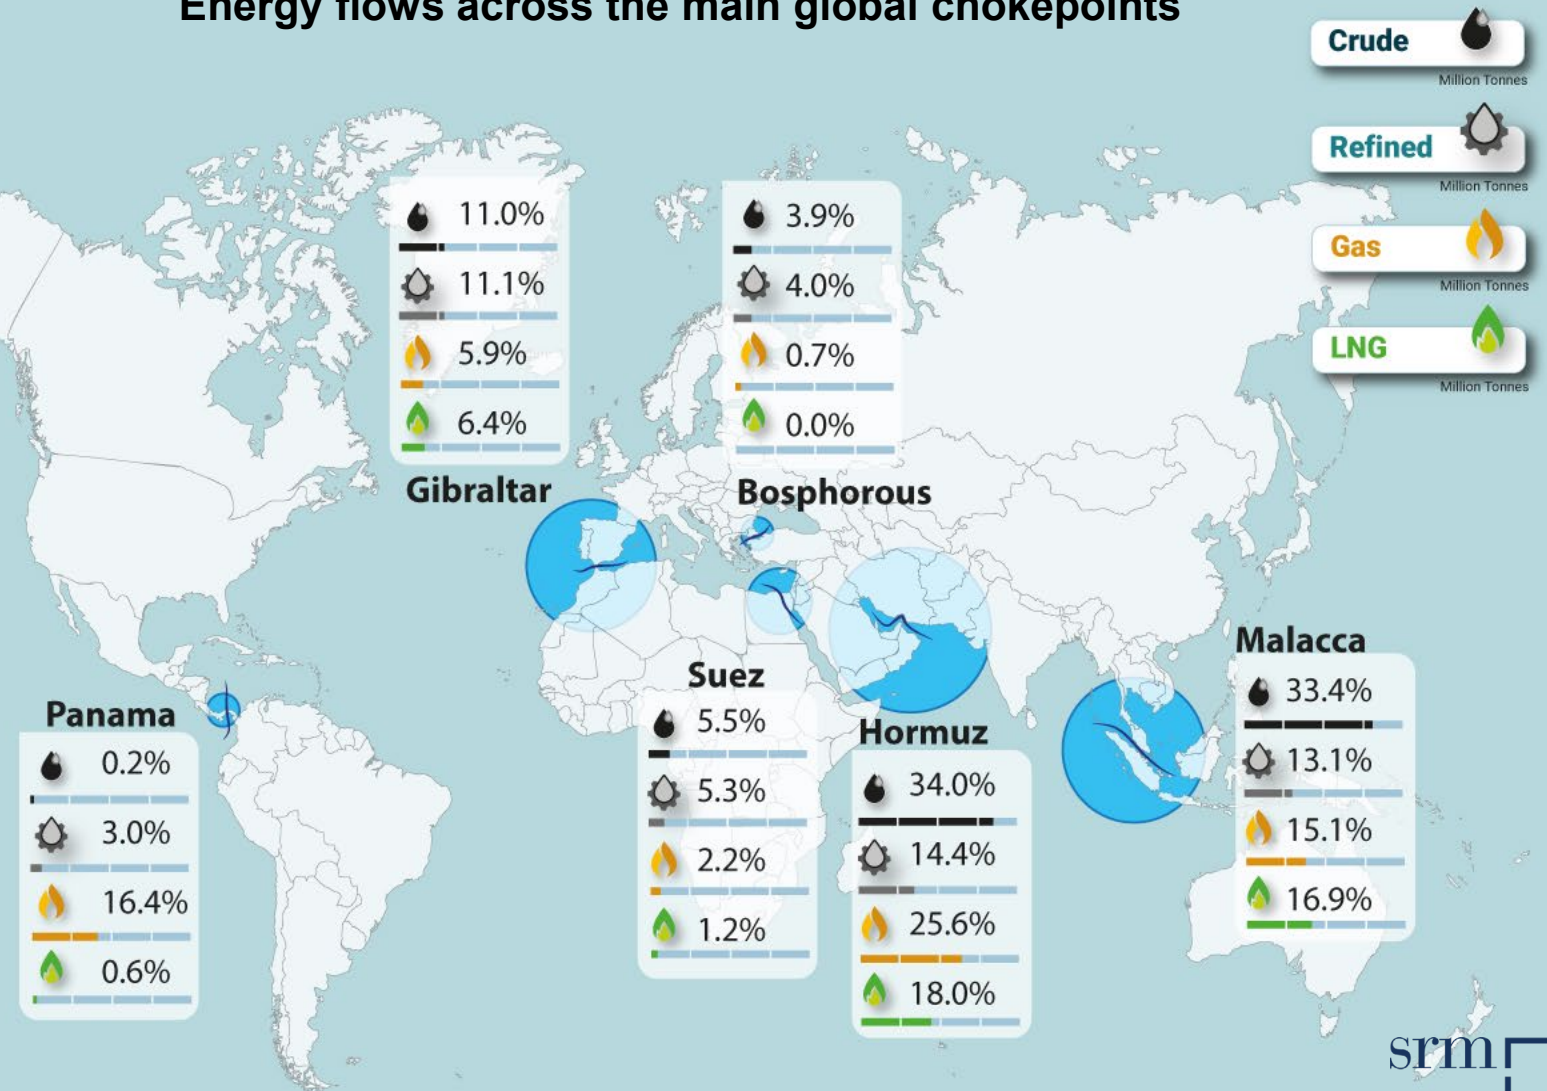 Energy flows across the main global chokepoints
Crude
Million Tonnes
Refined
Million Tonnes
Gas
Million Tonnes
LNG
Million Tonnes
11.0%
11.1%
5.9%
6.4%
Gibraltar
3.9%
4.0%
0.7%
0.0%
Bosphorous
Panama
0.2%
3.0%
16.4%
0.6%
Suez
5.5%
5.3%
2.2%
1.2%
Hormuz
34.0%
14.4%
25.6%
18.0%
Malacca
33.4%
13.1%
15.1%
16.9%
srm